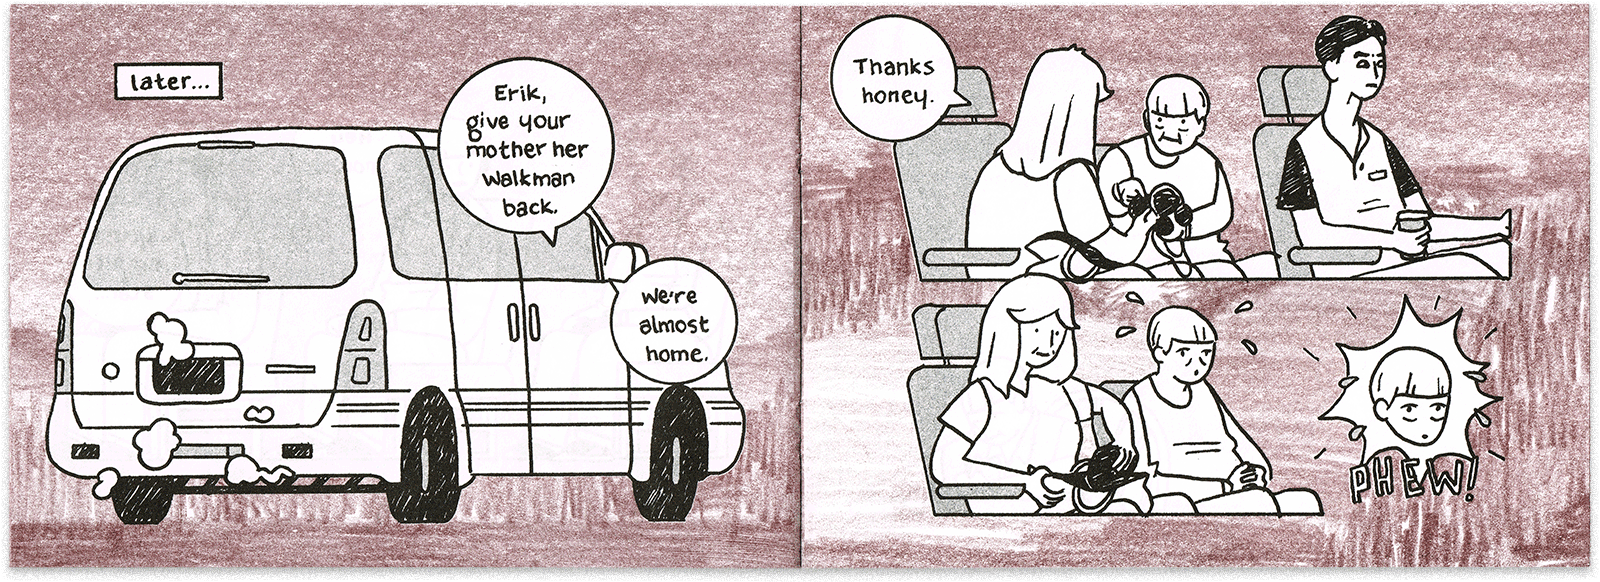 later...
Erik,
give your
mother her
walkman
back.
We're
almost
home.
Thanks
honey.
PHEW!